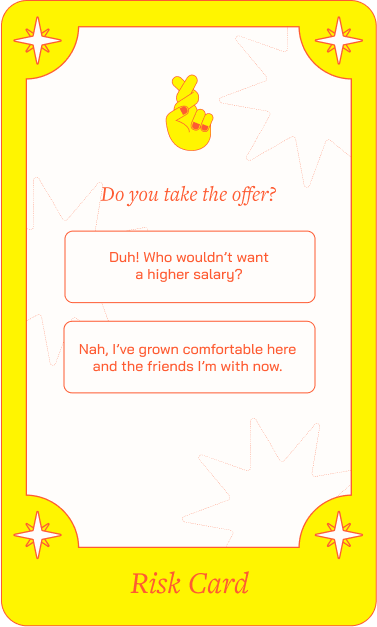 Do you take the offer?
Duh! Who wouldn’t want
a higher salary?
Nah, I’ve grown comfortable here
and the friends I’m with now.
Risk Card